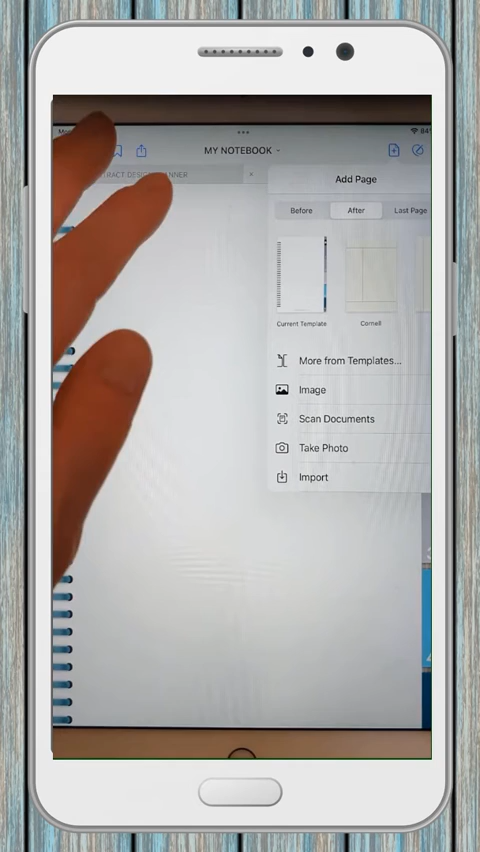 84%
MY NOTEBOOK
Add Page
Before
After
Last Page
Current Template
Cornell
More from Templates...
Image
Scan Documents
Take Photo
Import